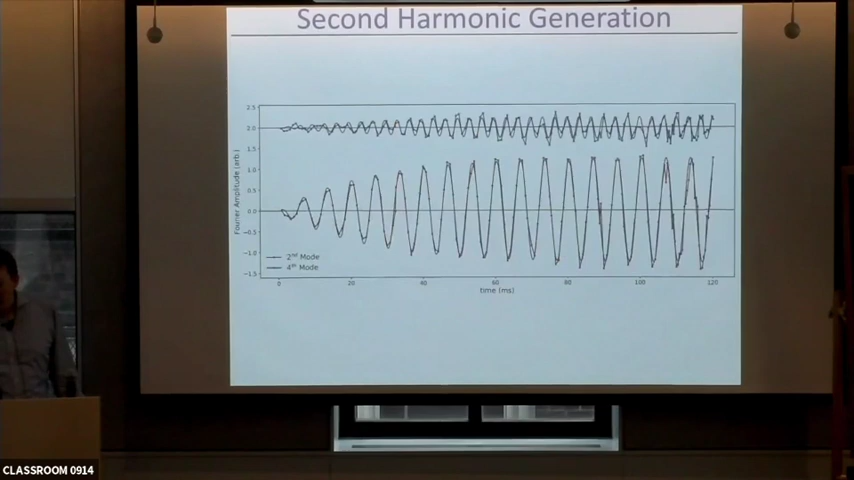 Second Harmonic Generation
2.5
2.0
1.5
1.0
0.5
0.0
−0.5
−1.0
−1.5
Fourier Amplitude (arb)
2nd Mode
4th Mode
0 20 40 60 80 100 120
time (ms)
CLASSROOM 0914